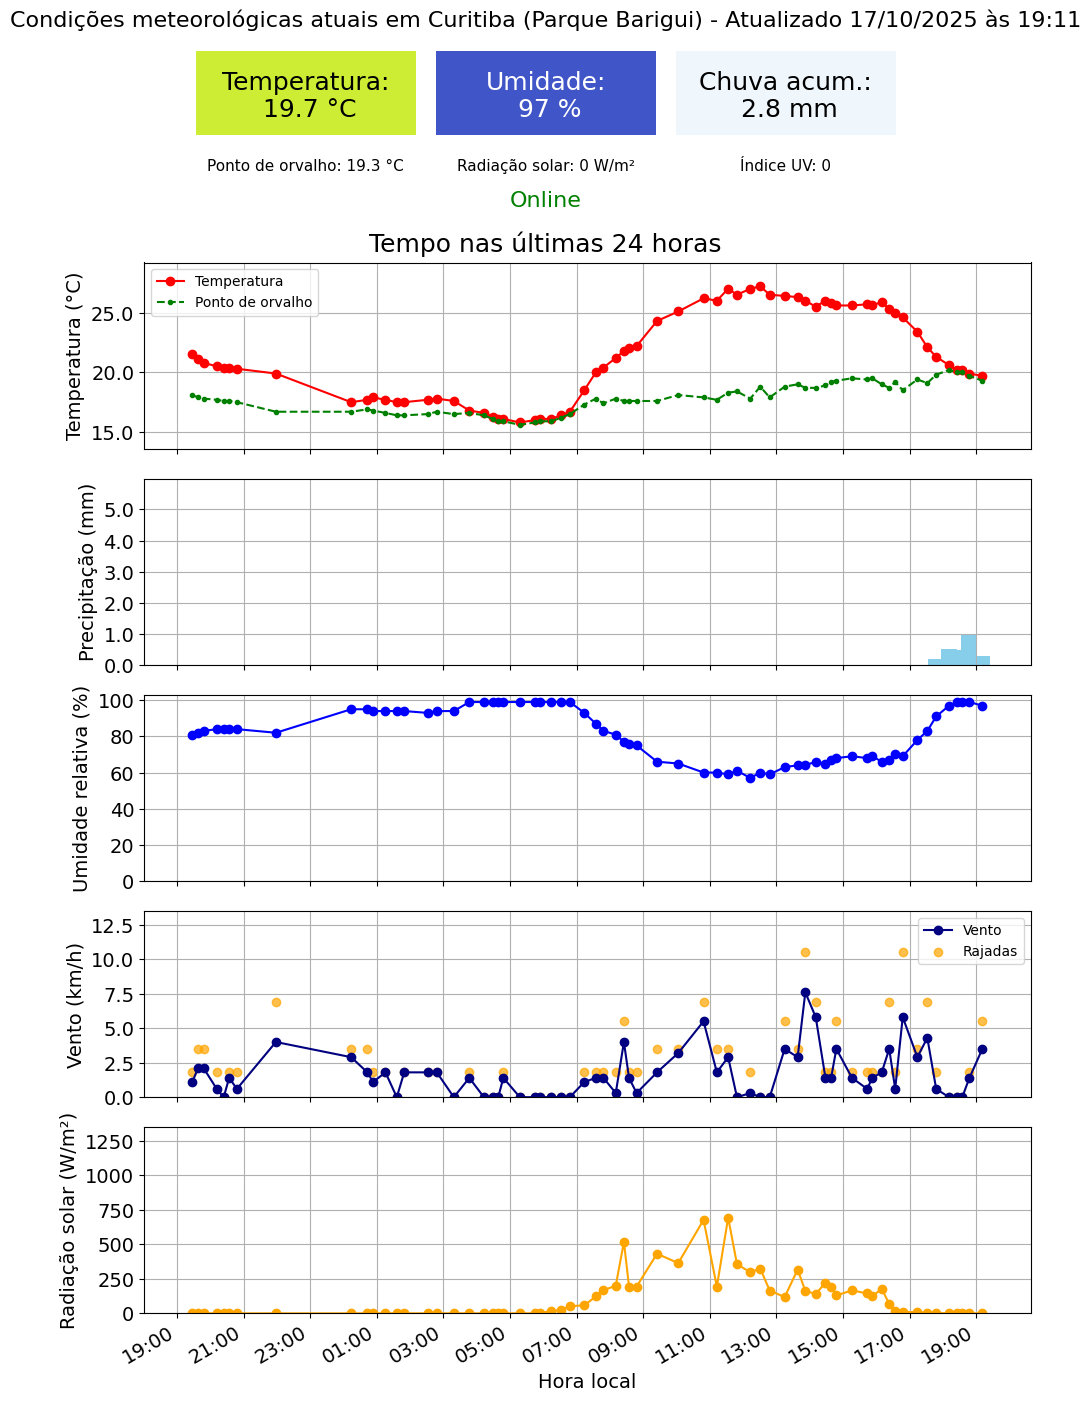 Condições meteorológicas atuais em Curitiba (Parque Barigui) - Atualizado 17/10/2025 às 19:11
Temperatura:
19.7 °C
Umidade:
97 %
Chuva acum.:
2.8 mm
Ponto de orvalho: 19.3 °C
Radiação solar: 0 W/m²
Índice UV: 0
Online
Tempo nas últimas 24 horas
Temperatura (°C)
25.0
20.0
15.0
Temperatura
Ponto de orvalho
Precipitação (mm)
5.0
4.0
3.0
2.0
1.0
0.0
Umidade relativa (%)
100
80
60
40
20
0
Vento (km/h)
12.5
10.0
7.5
5.0
2.5
0.0
Vento
Rajadas
Radiação solar (W/m²)
1250
1000
750
500
250
0
19:00
21:00
23:00
01:00
03:00
05:00
07:00
09:00
11:00
13:00
15:00
17:00
19:00
Hora local